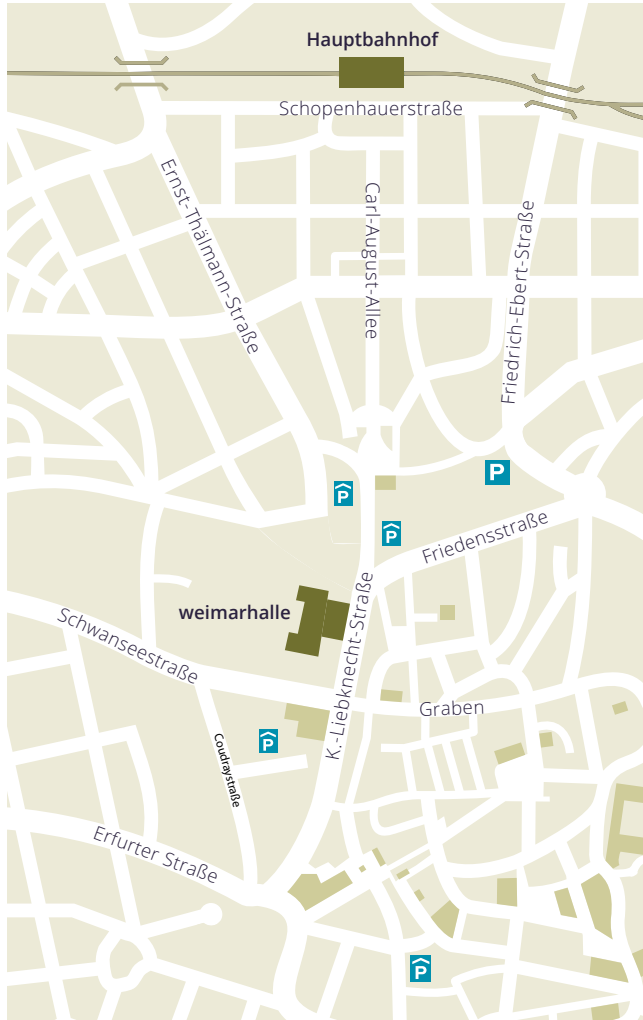 Hauptbahnhof
Schopenhauerstraße
Ernst-Thälmann-Straße
Carl-August-Allee
Friedrich-Ebert-Straße
P
P
P
Friedensstraße
weimarhalle
K.-Liebknecht-Straße
Schwanseestraße
Graben
P
Coudraystraße
Erfurter Straße
P